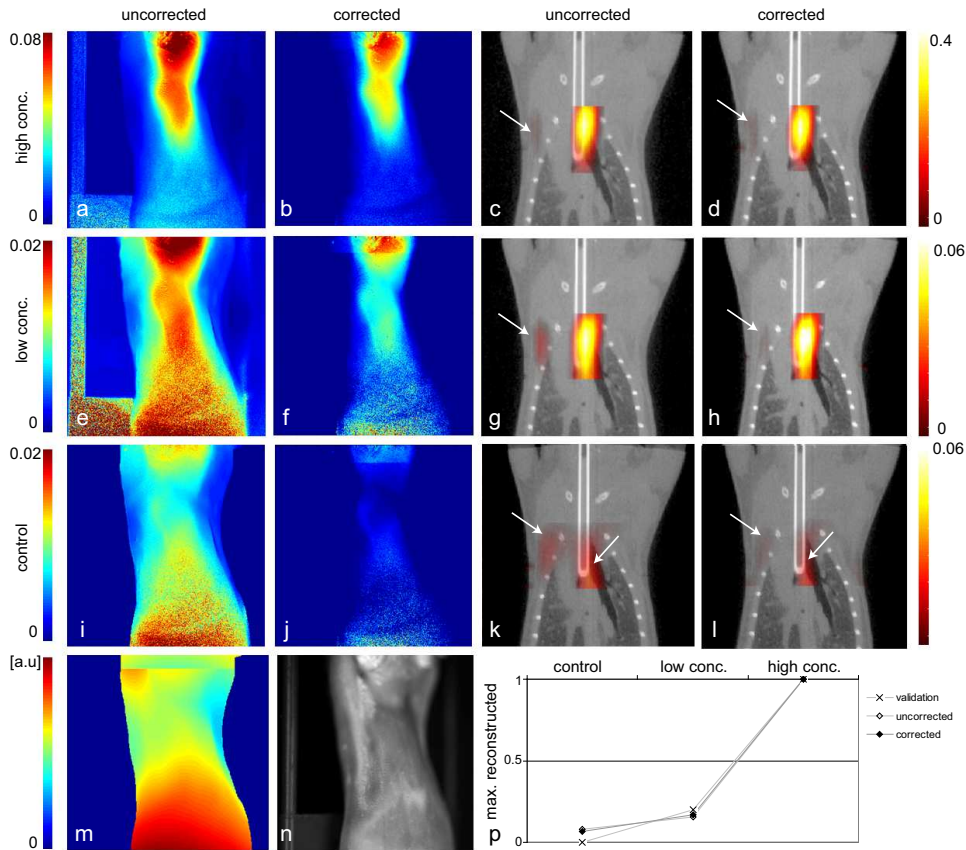 uncorrected corrected uncorrected corrected
0.08
high conc.
0
a b c d
0.4
0
0.02
low conc.
0
e f g h
0.06
0
0.02
control
0
i j k l
0.06
[a.u]
0
m n
control low conc. high conc.
1
0.5
0
max. reconstructed
p
validation
uncorrected
corrected